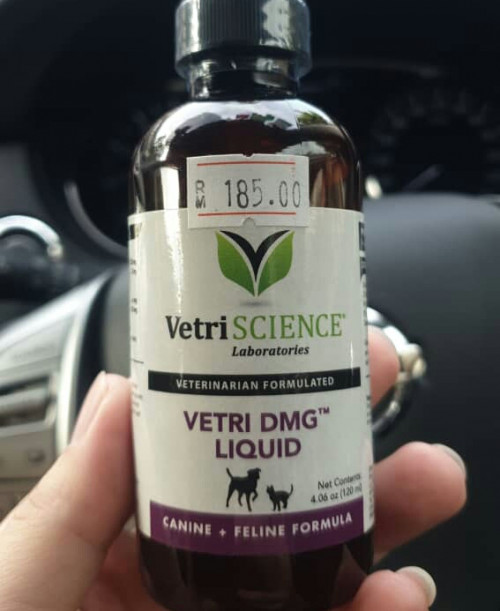 RM 185.00
VetriSCIENCE®
Laboratories
VETERINARIAN FORMULATED
VETRI DMG™
LIQUID
Net Contents
4.06 oz (120 ml)
CANINE + FELINE FORMULA